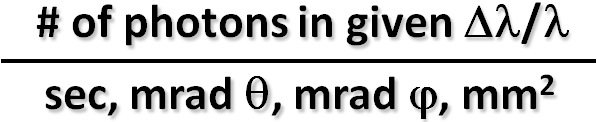 # of photons in given Δλ/λ
sec, mrad θ, mrad φ, mm²